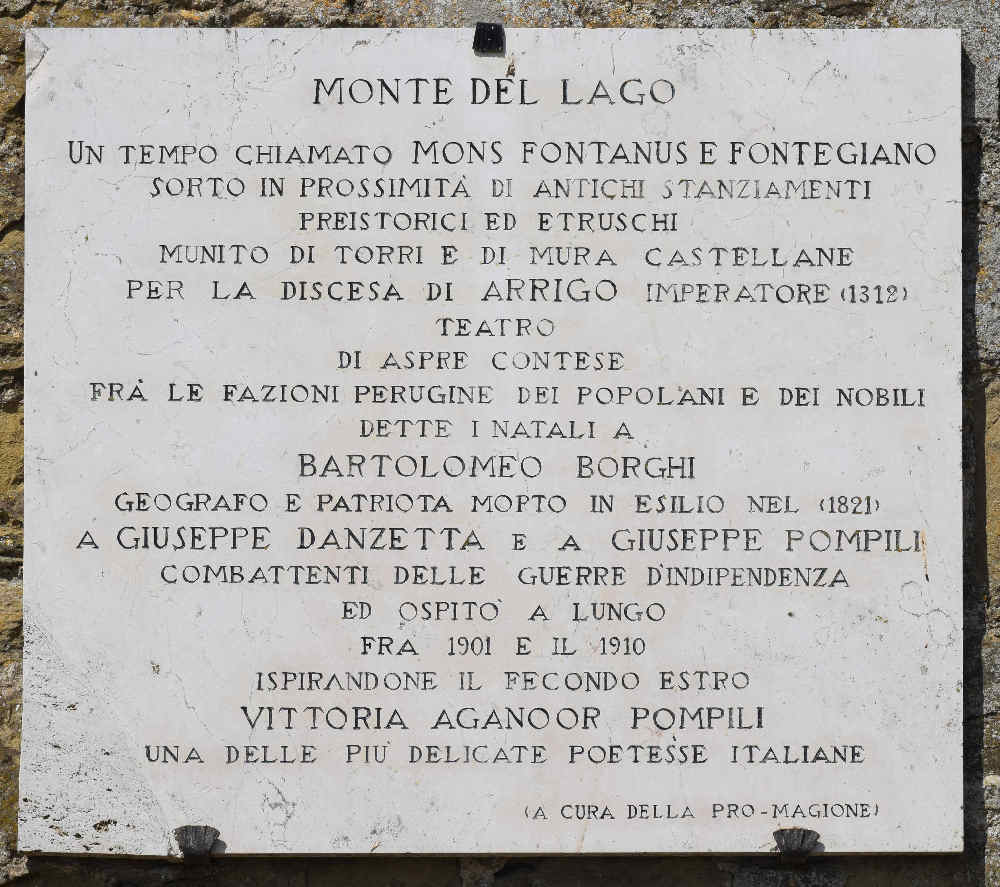 MONTE DEL LAGO
UN TEMPO CHIAMATO MONS FONTANUS E FONTEGIANO
SORTO IN PROSSIMITÀ DI ANTICHI STANZIAMENTI
PREISTORICI ED ETRUSCHI
MUNITO DI TORRI E DI MURA CASTELLANE
PER LA DISCESA DI ARRIGO IMPERATORE (1312)
TEATRO
DI ASPRE CONTESE
FRÀ LE FAZIONI PERUGINE DEI POPOLANI E DEI NOBILI
DETTE I NATALI A
BARTOLOMEO BORGHI
GEOGRAFO E PATRIOTA MOPTO IN ESILIO NEL (1821)
A GIUSEPPE DANZETTA E A GIUSEPPE POMPILI
COMBATTENTI DELLE GUERRE D'INDIPENDENZA
ED OSPITO' A LUNGO
FRA 1901 E IL 1910
ISPIRANDONE IL FECONDO ESTRO
VITTORIA AGANOOR POMPILI
UNA DELLE PIU' DELICATE POETESSE ITALIANE
(A CURA DELLA PRO-MAGIONE)